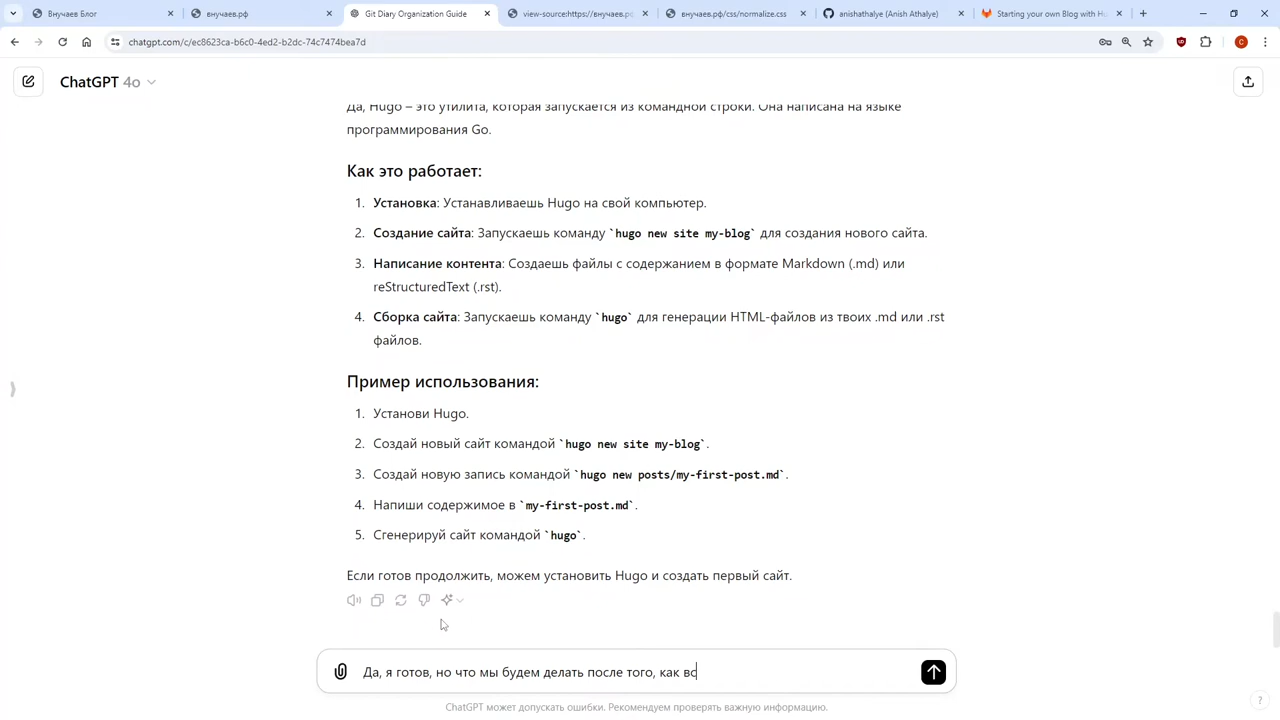 Внучаев Блог
внучаев.рф
Git Diary Organization Guide
view-source:https://внучаев.рф
внучаев.рф/css/normalize.css
anishathalye (Anish Athalye)
Starting your own Blog with Hu
chatgpt.com/c/ec8623ca-b6c0-4ed2-b2dc-74c7474bea7d
C
ChatGPT 4o
Да, Hugo – это утилита, которая запускается из командной строки. Она написана на языке
программирования Go.
Как это работает:
1. Установка: Устанавливаешь Hugo на свой компьютер.
2. Создание сайта: Запускаешь команду `hugo new site my-blog` для создания нового сайта.
3. Написание контента: Создаешь файлы с содержанием в формате Markdown (.md) или
reStructuredText (.rst).
4. Сборка сайта: Запускаешь команду `hugo` для генерации HTML-файлов из твоих .md или .rst
файлов.
Пример использования:
1. Установи Hugo.
2. Создай новый сайт командой `hugo new site my-blog`.
3. Создай новую запись командой `hugo new posts/my-first-post.md`.
4. Напиши содержимое в `my-first-post.md`.
5. Сгенерируй сайт командой `hugo`.
Если готов продолжить, можем установить Hugo и создать первый сайт.
Да, я готов, но что мы будем делать после того, как вс
ChatGPT может допускать ошибки. Рекомендуем проверять важную информацию.
?